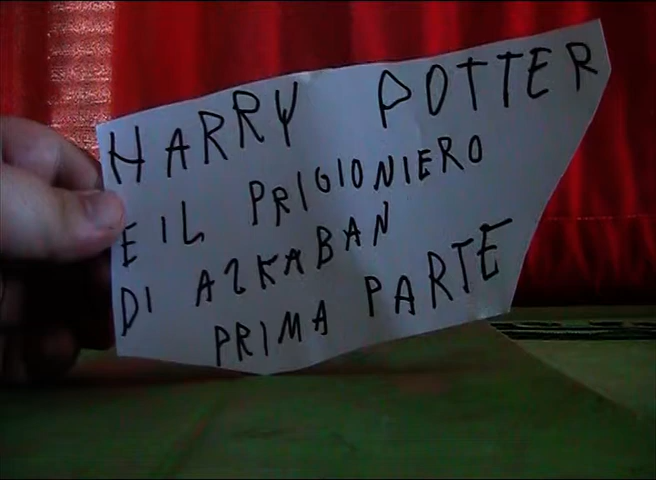 HARRY POTTER
E IL PRIGIONIERO
DI AZKABAN
PRIMA PARTE